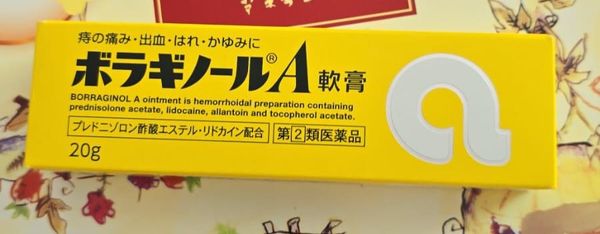 痔の痛み・出血・はれ・かゆみに
ボラギノール®A軟膏
BORRAGINOL A ointment is hemorrhoidal preparation containing
prednisolone acetate, lidocaine, allantoin and tocopherol acetate.
プレドニゾロン酢酸エステル・リドカイン配合 指②類医薬品
20g
a